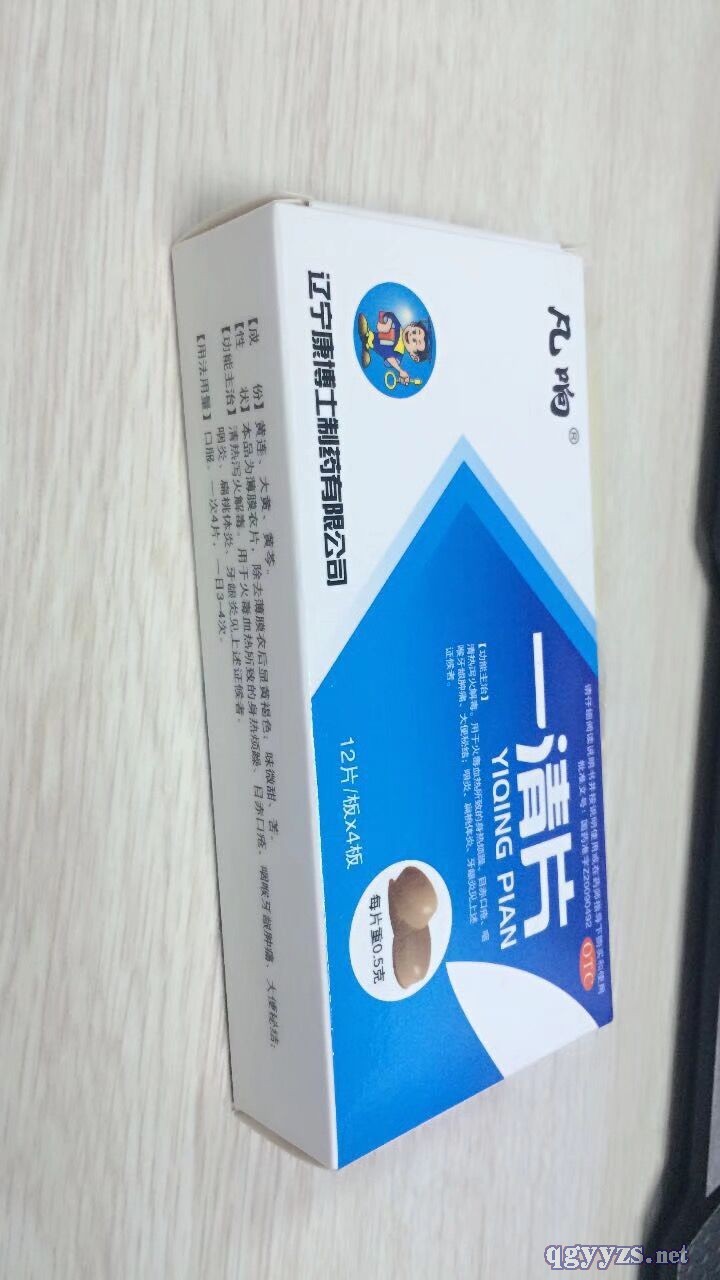 凡响®
请仔细阅读说明书并按说明使用或在药师指导下购买和使用
批准文号：国药准字Z20090492
OTC
一清片
YIQING PIAN
【功能主治】
清热泻火解毒。用于火毒血热所致的身热烦躁、目赤口疮、咽
喉牙龈肿痛、大便秘结；咽炎、扁桃体炎、牙龈炎见上述
证候者。
12片/板x4板
每片重0.5克
辽宁康博士制药有限公司
【成 份】黄连、大黄、黄芩。
【性 状】本品为薄膜衣片，除去薄膜衣后显黄褐色；味微甜、苦。
【功能主治】清热泻火解毒。用于火毒血热所致的身热烦躁、目赤口疮、咽喉牙龈肿痛、大便秘结；
咽炎、扁桃体炎、牙龈炎见上述证候者。
【用法用量】口服。一次4片，一日3-4次。
qgyyzs.net